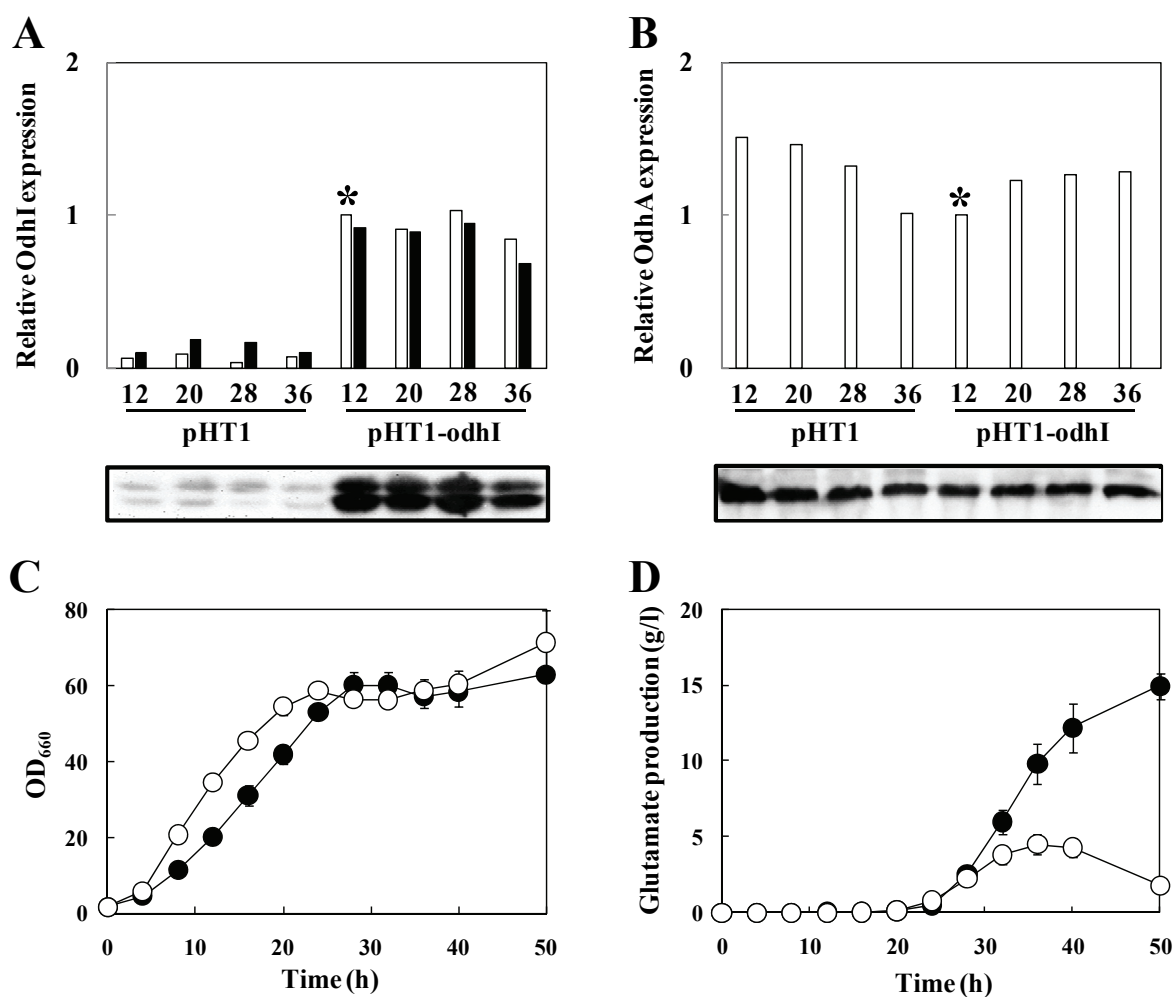 A
Relative OdhI expression
2
1
0
*
12 20 28 36 12 20 28 36
pHT1 pHT1-odhI
B
Relative OdhA expression
2
1
0
*
12 20 28 36 12 20 28 36
pHT1 pHT1-odhI
C
OD660
80
60
40
20
0
0 10 20 30 40 50
Time (h)
D
Glutamate production (g/l)
20
15
10
5
0
0 10 20 30 40 50
Time (h)